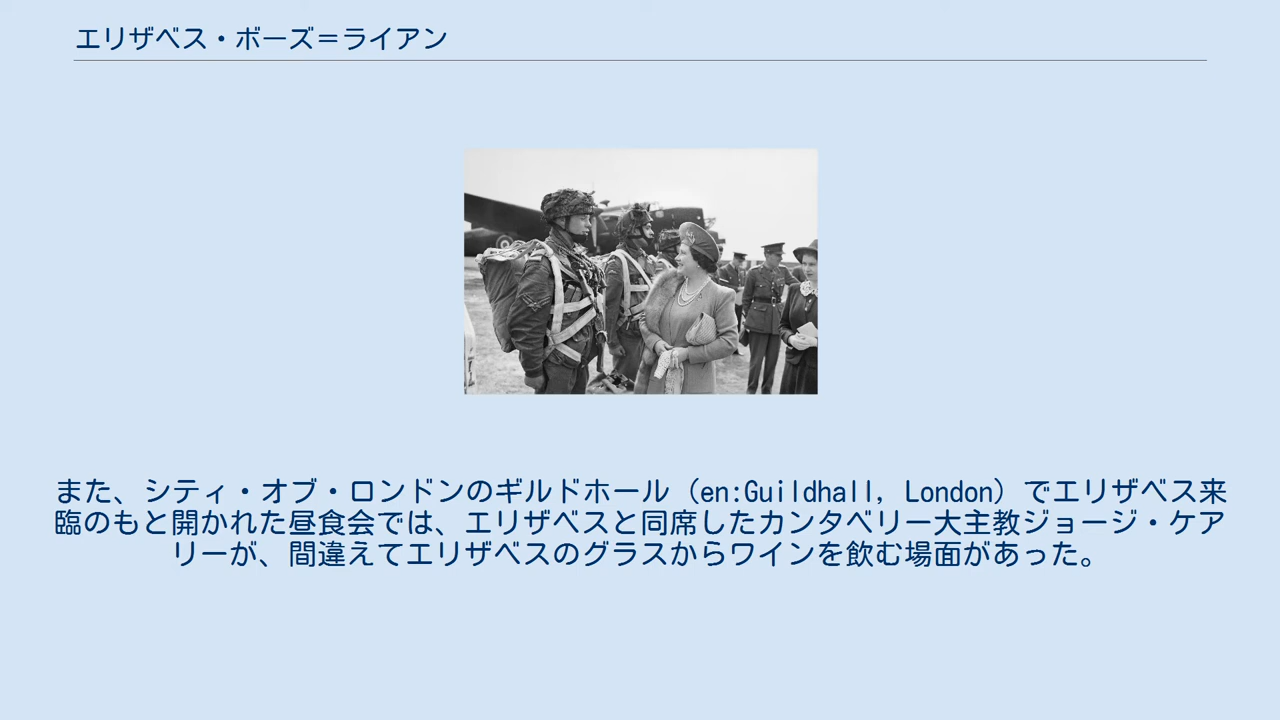 エリザベス・ボーズ＝ライアン
また、シティ・オブ・ロンドンのギルドホール（en:Guildhall, London）でエリザベス来
臨のもと開かれた昼食会では、エリザベスと同席したカンタベリー大主教ジョージ・ケア
リーが、間違えてエリザベスのグラスからワインを飲む場面があった。